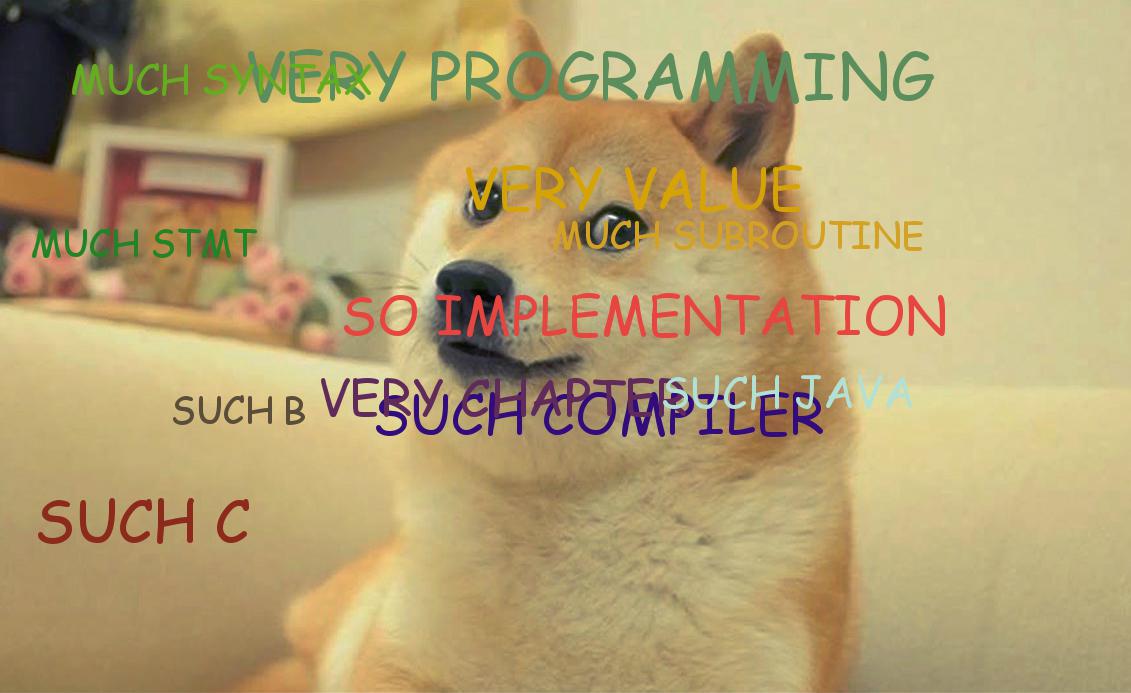 VERY PROGRAMMING
MUCH SYNTAX
VERY VALUE
MUCH SUBROUTINE
MUCH STMT
SO IMPLEMENTATION
VERY CHAPTER
SUCH JAVA
SUCH B
SUCH COMPILER
SUCH C